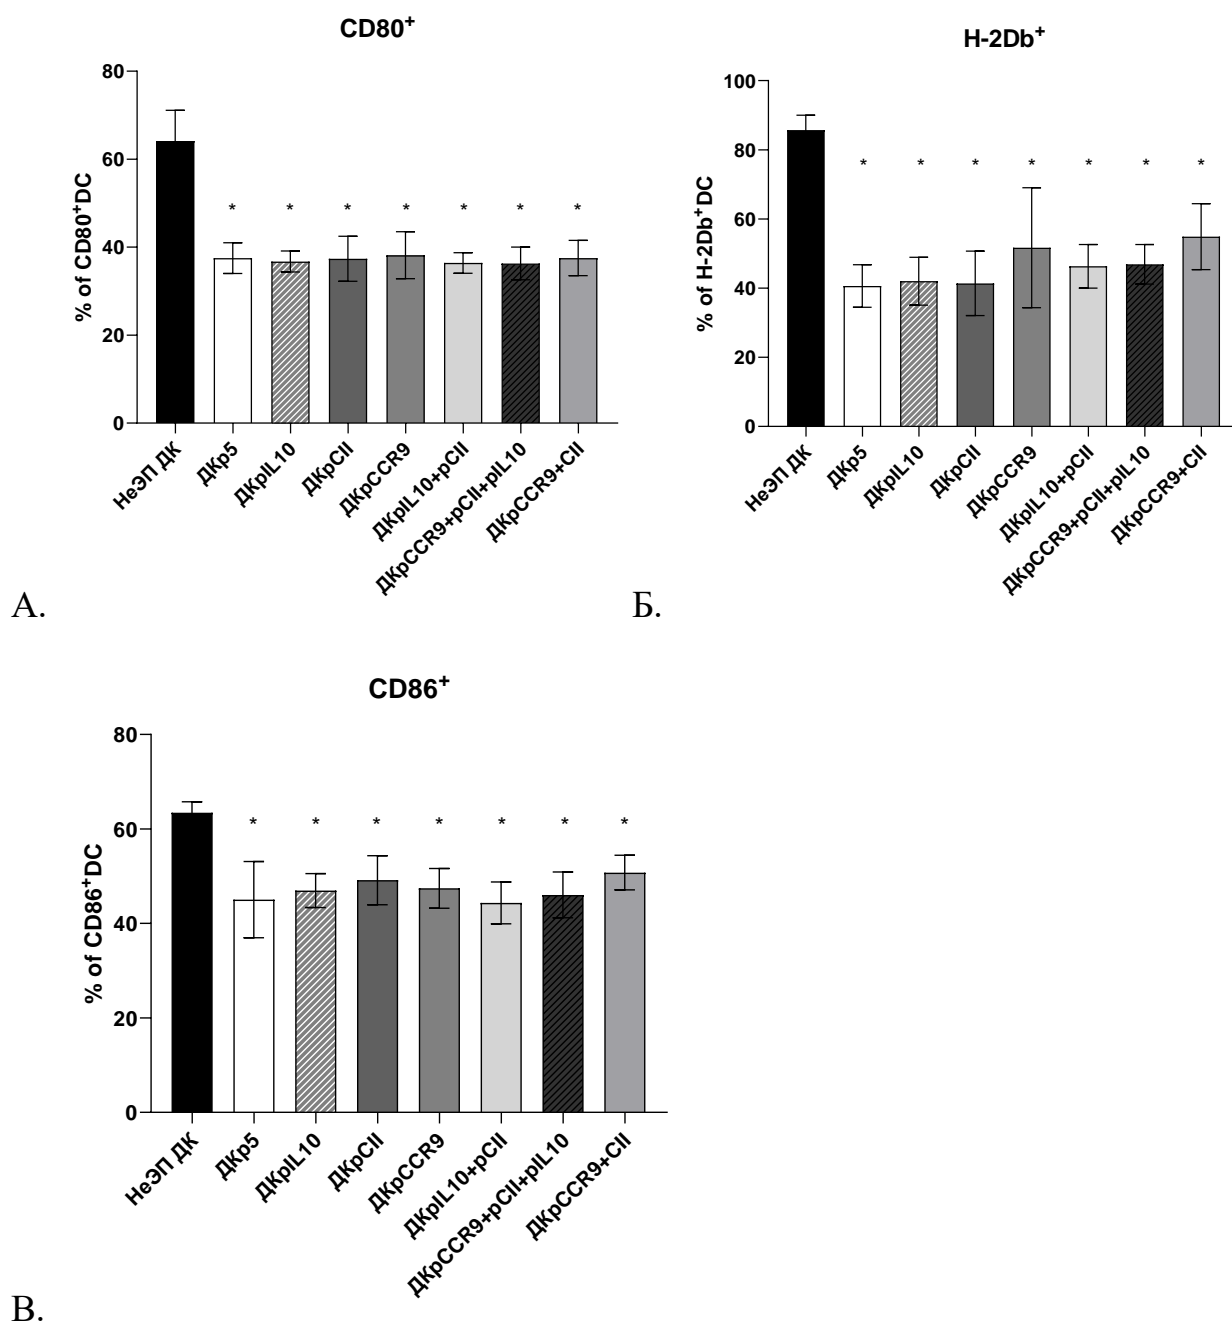 CD80⁺
% of CD80⁺DC
80
60
40
20
0
* * * * * * *
НеЭП ДК
ДКp5
ДКpIL10
ДКpCII
ДКpCCR9
ДКpIL10+pCII
ДКpCCR9+pCII+pIL10
ДКpCCR9+CII
А.
H-2Db⁺
% of H-2Db⁺DC
100
80
60
40
20
0
* * * * * * *
НеЭП ДК
ДКp5
ДКpIL10
ДКpCII
ДКpCCR9
ДКpIL10+pCII
ДКpCCR9+pCII+pIL10
ДКpCCR9+CII
Б.
CD86⁺
% of CD86⁺DC
80
60
40
20
0
* * * * * * *
НеЭП ДК
ДКp5
ДКpIL10
ДКpCII
ДКpCCR9
ДКpIL10+pCII
ДКpCCR9+pCII+pIL10
ДКpCCR9+CII
В.